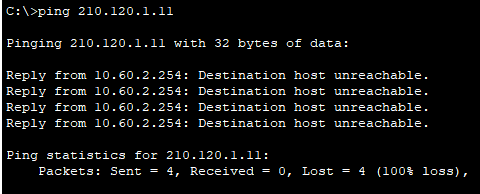 C:\>ping 210.120.1.11
Pinging 210.120.1.11 with 32 bytes of data:
Reply from 10.60.2.254: Destination host unreachable.
Reply from 10.60.2.254: Destination host unreachable.
Reply from 10.60.2.254: Destination host unreachable.
Reply from 10.60.2.254: Destination host unreachable.
Ping statistics for 210.120.1.11:
Packets: Sent = 4, Received = 0, Lost = 4 (100% loss),